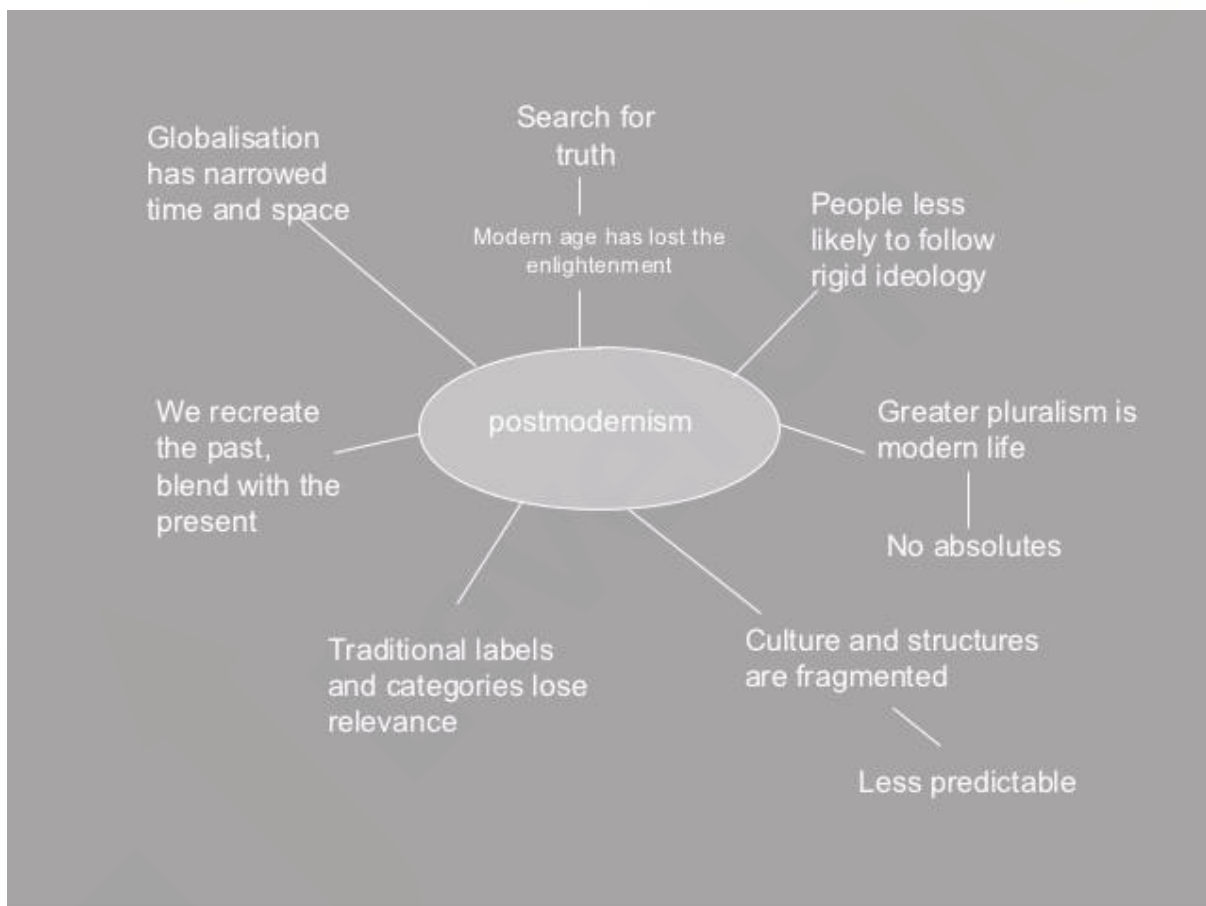 Search for
truth
Globalisation
has narrowed
time and space
Modern age has lost the
enlightenment
People less
likely to follow
rigid ideology
postmodernism
We recreate
the past,
blend with the
present
Greater pluralism is
modern life
No absolutes
Traditional labels
and categories lose
relevance
Culture and structures
are fragmented
Less predictable